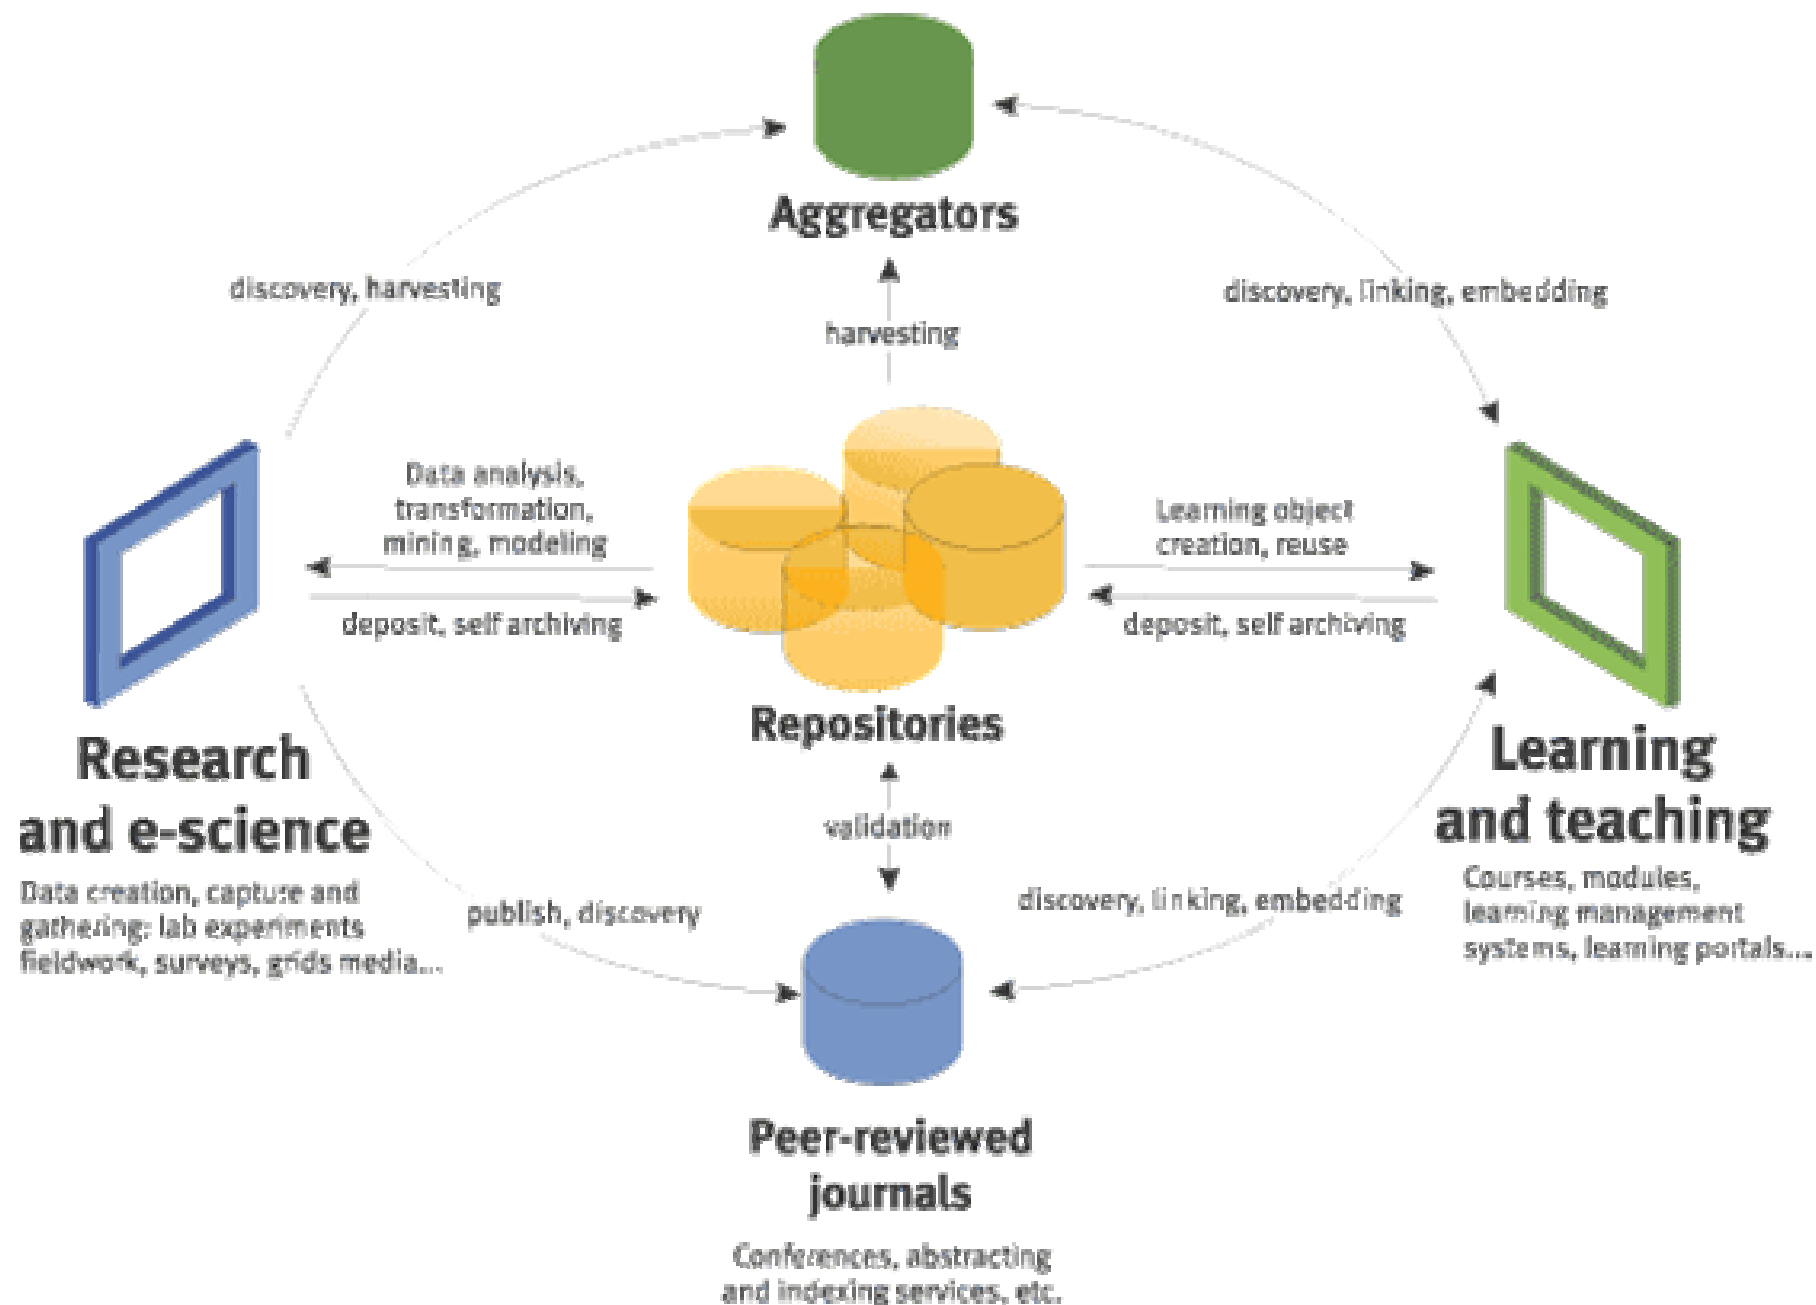 Aggregators
discovery, harvesting
discovery, linking, embedding
harvesting
Data analysis,
transformation,
mining, modeling
Learning object
creation, reuse
deposit, self archiving
deposit, self archiving
Repositories
Research
and e-science
Data creation, capture and
gathering: lab experiments
fieldwork, surveys, grids media...
Learning
and teaching
Courses, modules,
learning management
systems, learning portals....
validation
publish, discovery
discovery, linking, embedding
Peer-reviewed
journals
Conferences, abstracting
and indexing services, etc.